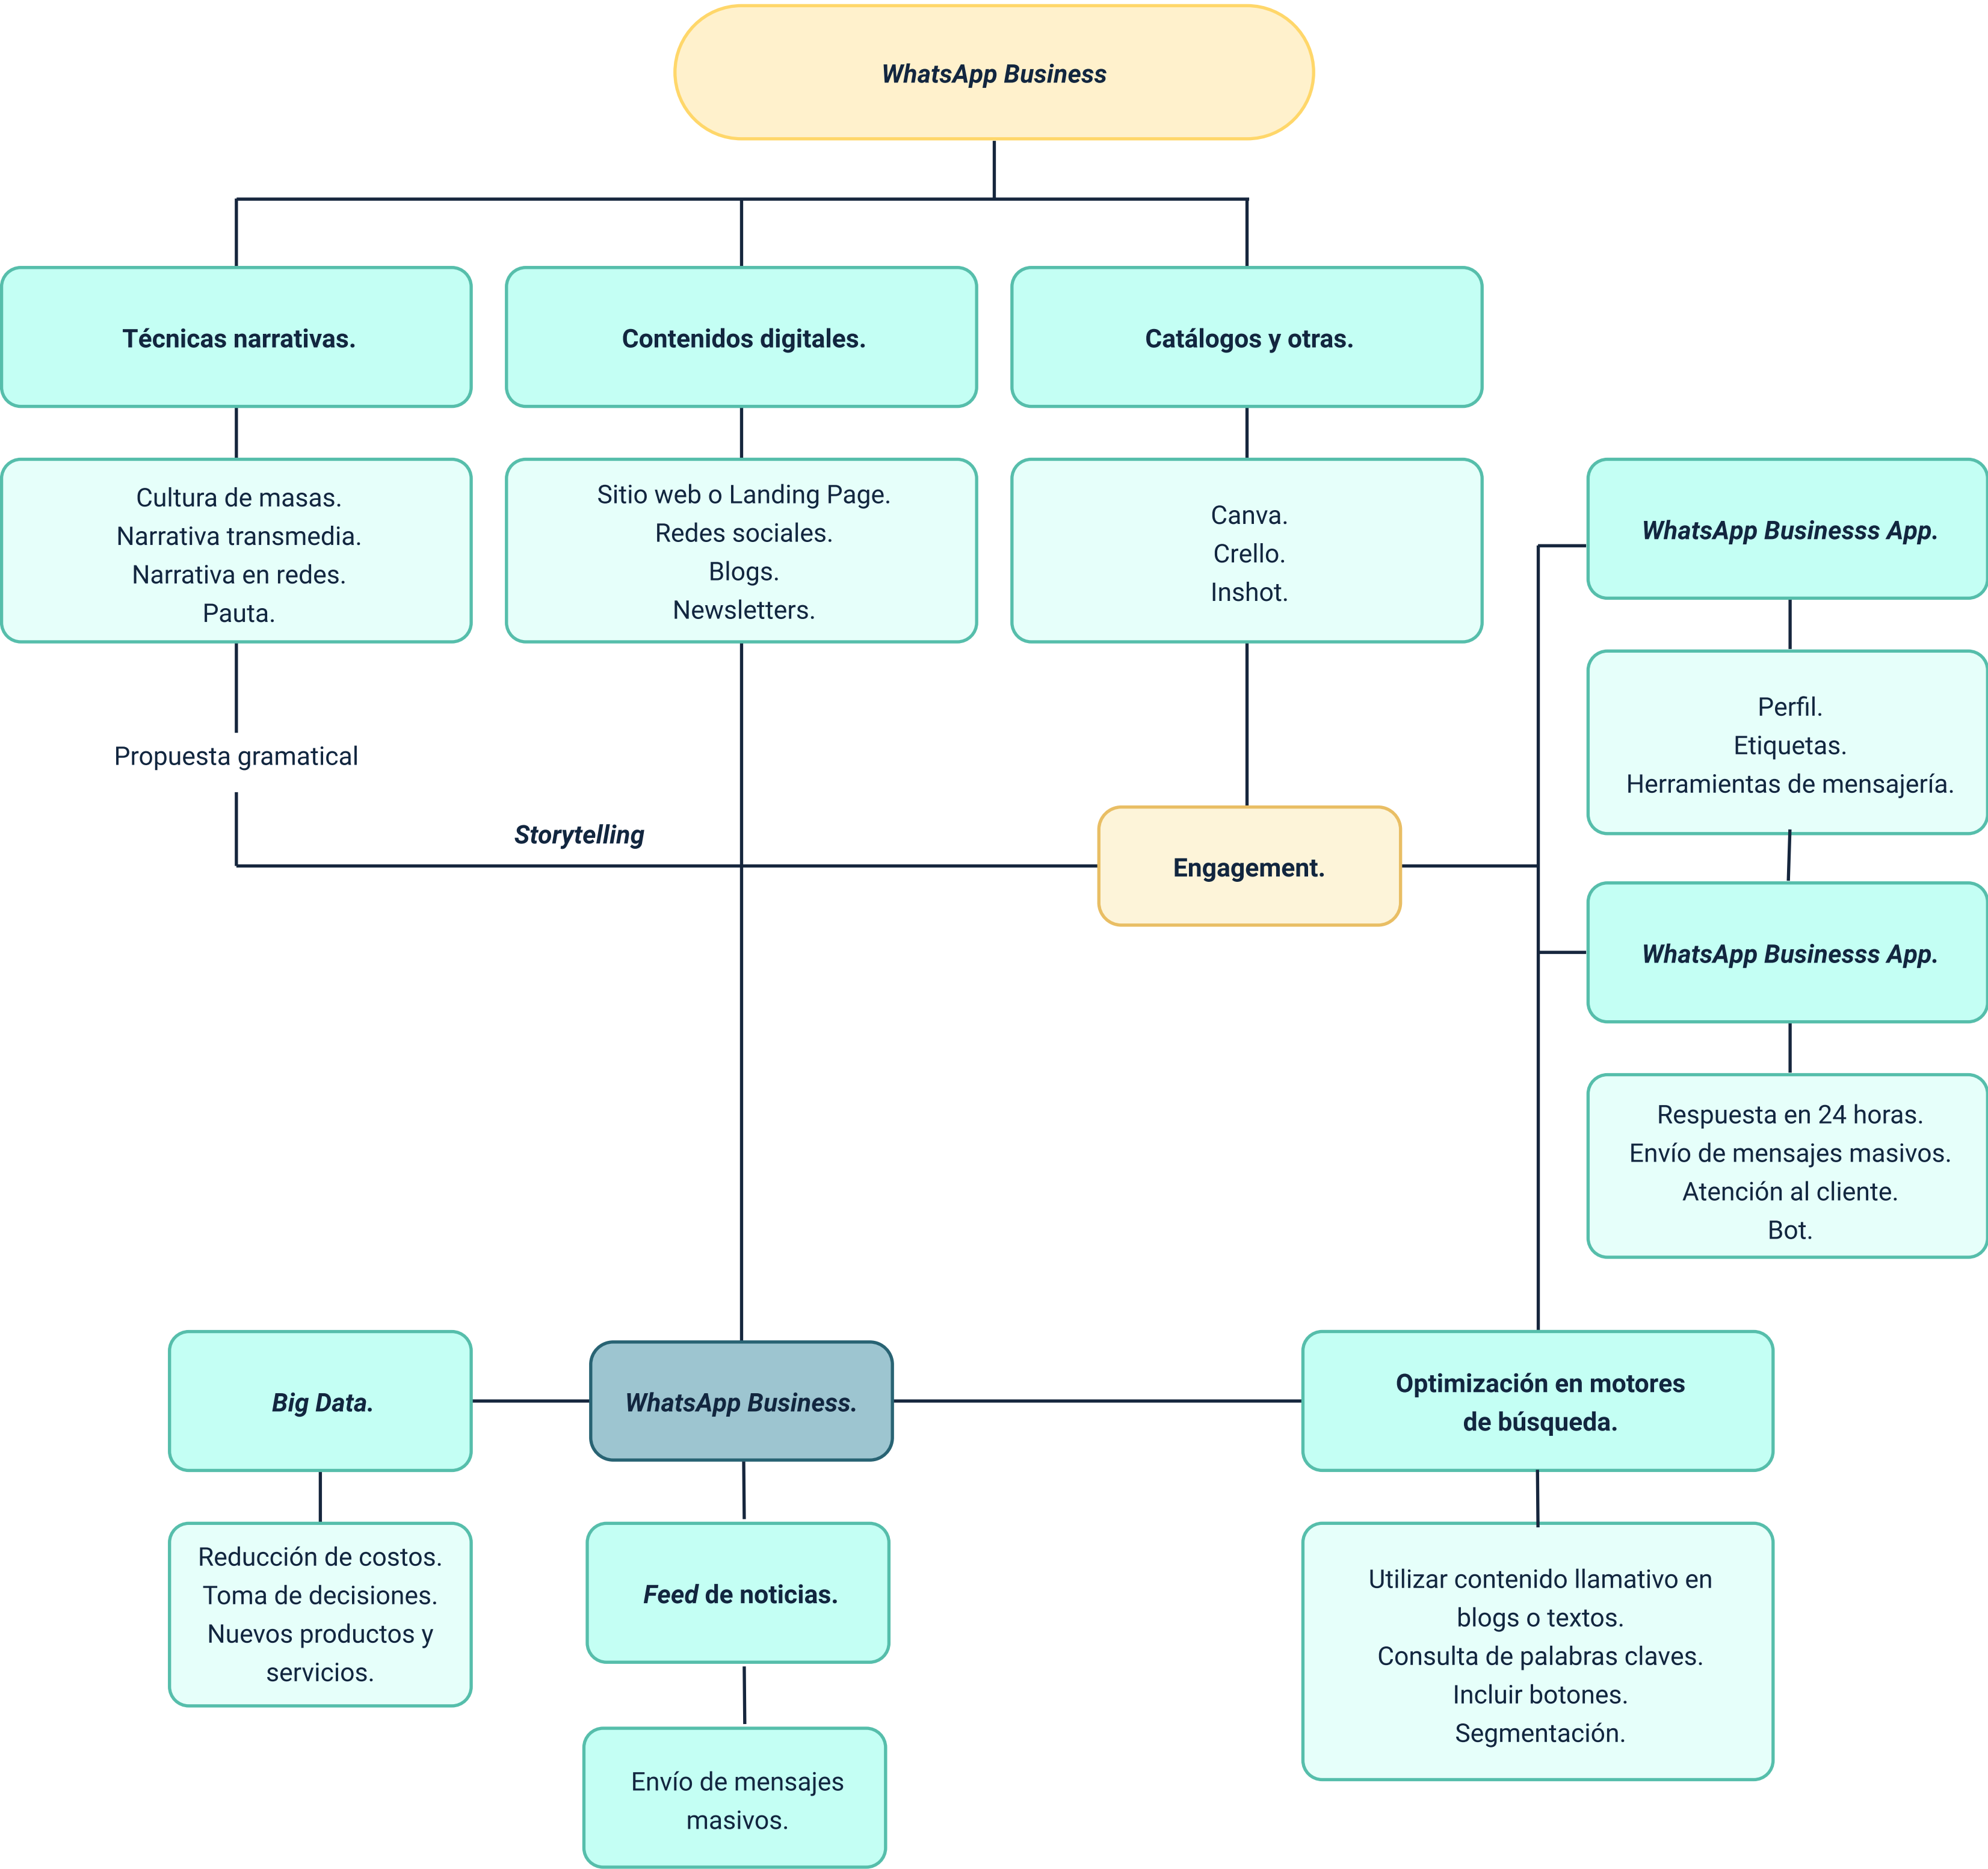 WhatsApp Business
Técnicas narrativas.
Contenidos digitales.
Catálogos y otras.
Cultura de masas.
Narrativa transmedia.
Narrativa en redes.
Pauta.
Sitio web o Landing Page.
Redes sociales.
Blogs.
Newsletters.
Canva.
Crello.
Inshot.
WhatsApp Businesss App.
Perfil.
Etiquetas.
Herramientas de mensajería.
Propuesta gramatical
Storytelling
Engagement.
WhatsApp Businesss App.
Respuesta en 24 horas.
Envío de mensajes masivos.
Atención al cliente.
Bot.
Big Data.
WhatsApp Business.
Optimización en motores
de búsqueda.
Reducción de costos.
Toma de decisiones.
Nuevos productos y
servicios.
Feed de noticias.
Utilizar contenido llamativo en
blogs o textos.
Consulta de palabras claves.
Incluir botones.
Segmentación.
Envío de mensajes
masivos.